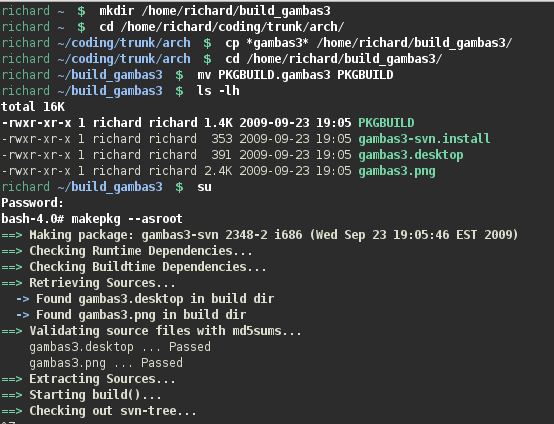 richard ~ $ mkdir /home/richard/build_gambas3
richard ~ $ cd /home/richard/coding/trunk/arch/
richard ~/coding/trunk/arch $ cp *gambas3* /home/richard/build_gambas3/
richard ~/coding/trunk/arch $ cd /home/richard/build_gambas3/
richard ~/build_gambas3 $ mv PKGBUILD.gambas3 PKGBUILD
richard ~/build_gambas3 $ ls -lh
total 16K
-rwxr-xr-x 1 richard richard 1.4K 2009-09-23 19:05 PKGBUILD
-rwxr-xr-x 1 richard richard 353 2009-09-23 19:05 gambas3-svn.install
-rwxr-xr-x 1 richard richard 391 2009-09-23 19:05 gambas3.desktop
-rwxr-xr-x 1 richard richard 2.4K 2009-09-23 19:05 gambas3.png
richard ~/build_gambas3 $ su
Password:
bash-4.0# makepkg --asroot
==> Making package: gambas3-svn 2348-2 i686 (Wed Sep 23 19:05:46 EST 2009)
==> Checking Runtime Dependencies...
==> Checking Buildtime Dependencies...
==> Retrieving Sources...
-> Found gambas3.desktop in build dir
-> Found gambas3.png in build dir
==> Validating source files with md5sums...
gambas3.desktop ... Passed
gambas3.png ... Passed
==> Extracting Sources...
==> Starting build()...
==> Checking out svn-tree...